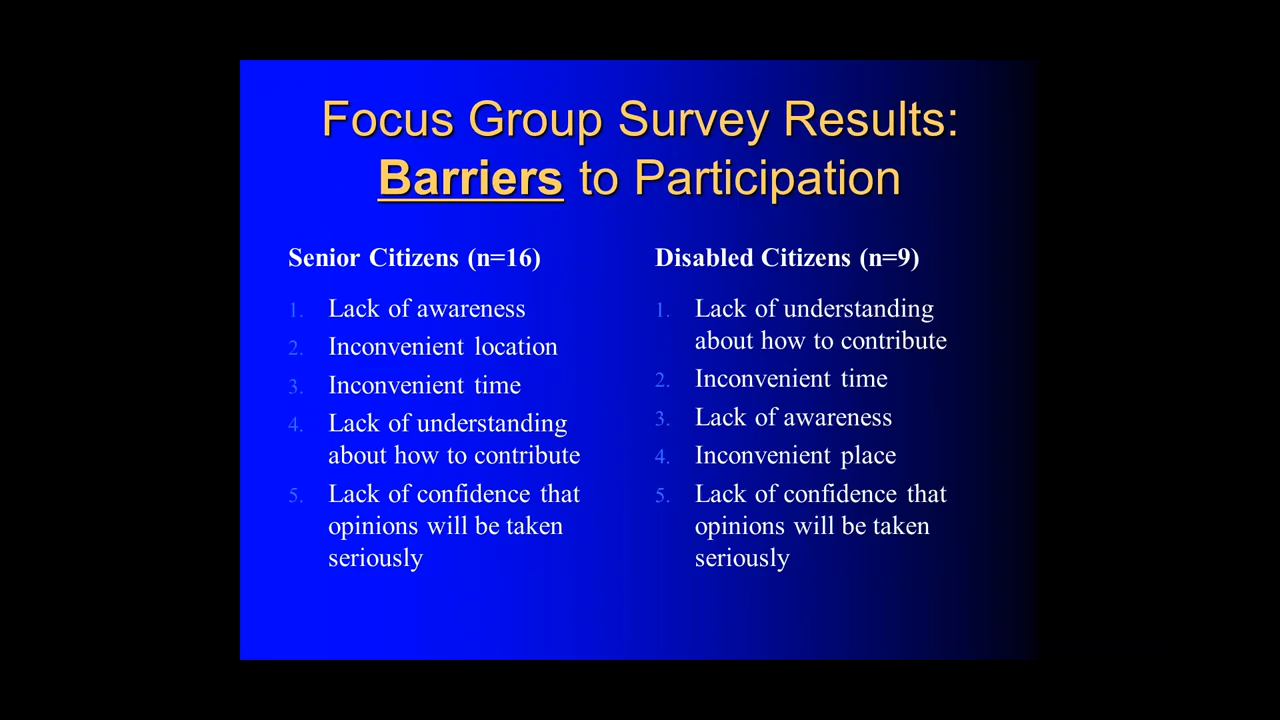 Focus Group Survey Results:
Barriers to Participation
Senior Citizens (n=16)
1. Lack of awareness
2. Inconvenient location
3. Inconvenient time
4. Lack of understanding
about how to contribute
5. Lack of confidence that
opinions will be taken
seriously
Disabled Citizens (n=9)
1. Lack of understanding
about how to contribute
2. Inconvenient time
3. Lack of awareness
4. Inconvenient place
5. Lack of confidence that
opinions will be taken
seriously